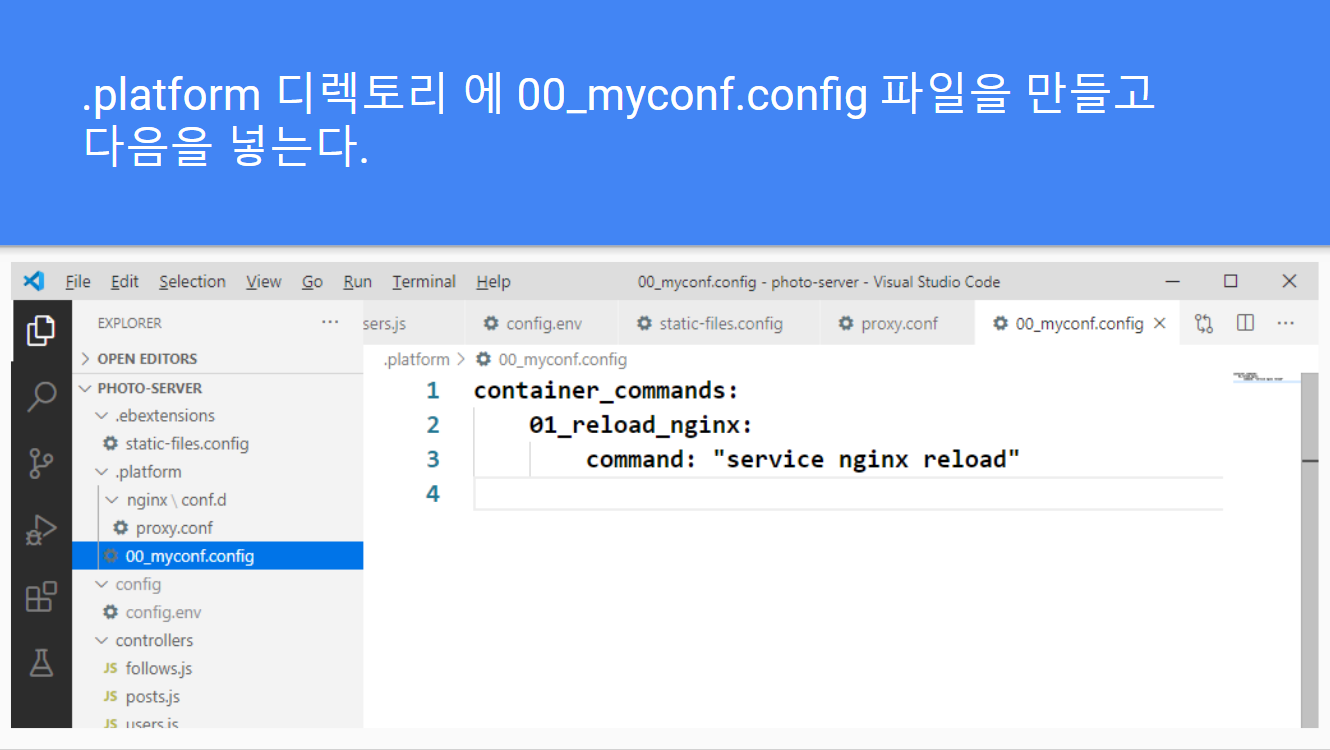 .platform 디렉토리 에 00_myconf.config 파일을 만들고
다음을 넣는다.
File Edit Selection View Go Run Terminal Help 00_myconf.config - photo-server - Visual Studio Code
EXPLORER ···
sers.js config.env static-files.config proxy.conf 00_myconf.config
OPEN EDITORS
PHOTO-SERVER
.ebextensions
static-files.config
.platform
nginx \ conf.d
proxy.conf
00_myconf.config
config
config.env
controllers
JS follows.js
JS posts.js
JS users.js
.platform > 00_myconf.config
1 container_commands:
2 01_reload_nginx:
3 command: "service nginx reload"
4